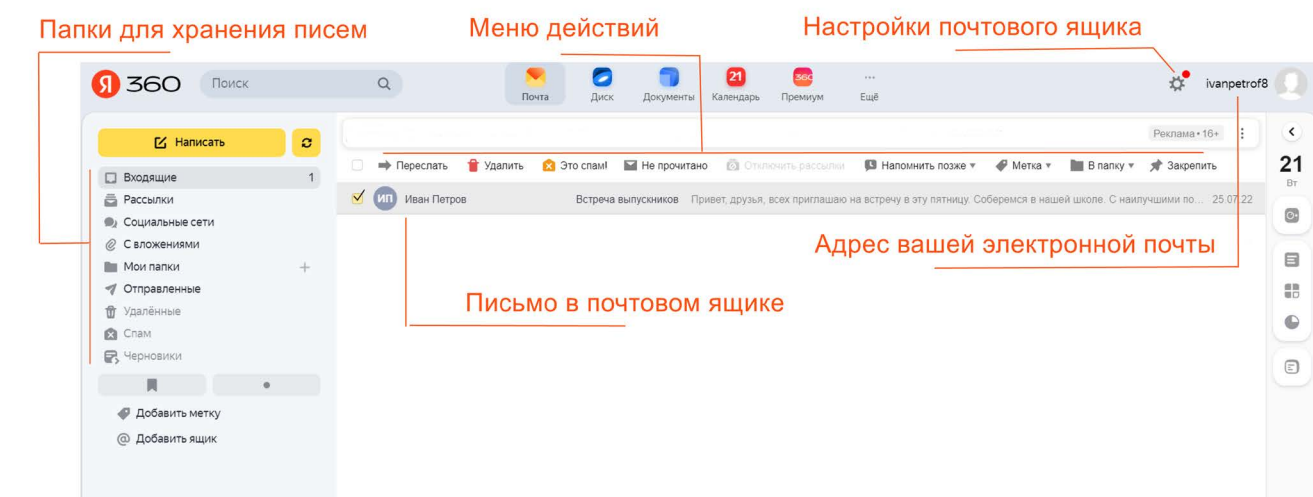 Папки для хранения писем
Меню действий
Настройки почтового ящика
Я 360
Поиск
Почта
Диск
Документы
21
Календарь
360
Премиум
Ещё
ivanpetrof8
Написать
Реклама • 16+
Переслать Удалить Это спам! Не прочитано Отключить рассылки Напомнить позже Метка В папку Закрепить
21
Вт
Входящие 1
Рассылки
Социальные сети
С вложениями
Мои папки
Отправленные
Удалённые
Спам
Черновики
Добавить метку
Добавить ящик
ИП Иван Петров Встреча выпускников Привет, друзья, всех приглашаю на встречу в эту пятницу. Соберемся в нашей школе. С наилучшими по... 25.07.22
Адрес вашей электронной почты
Письмо в почтовом ящике